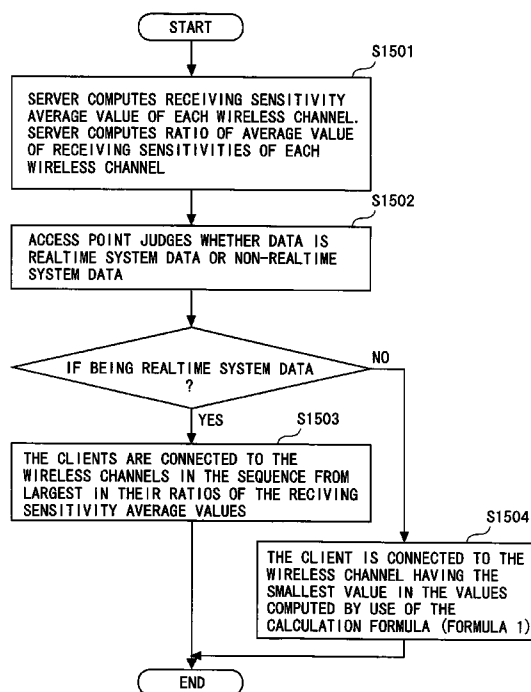 START
S1501
SERVER COMPUTES RECEIVING SENSITIVITY
AVERAGE VALUE OF EACH WIRELESS CHANNEL.
SERVER COMPUTES RATIO OF AVERAGE VALUE
OF RECEIVING SENSITIVITIES OF EACH
WIRELESS CHANNEL
S1502
ACCESS POINT JUDGES WHETHER DATA IS
REALTIME SYSTEM DATA OR NON-REALTIME
SYSTEM DATA
IF BEING REALTIME SYSTEM DATA
?
NO
YES
S1503
THE CLIENTS ARE CONNECTED TO THE
WIRELESS CHANNELS IN THE SEQUENCE FROM
LARGEST IN THEIR RATIOS OF THE RECIVING
SENSITIVITY AVERAGE VALUES
S1504
THE CLIENT IS CONNECTED TO THE
WIRELESS CHANNEL HAVING THE
SMALLEST VALUE IN THE VALUES
COMPUTED BY USE OF THE
CALCULATION FORMULA (FORMULA 1)
END